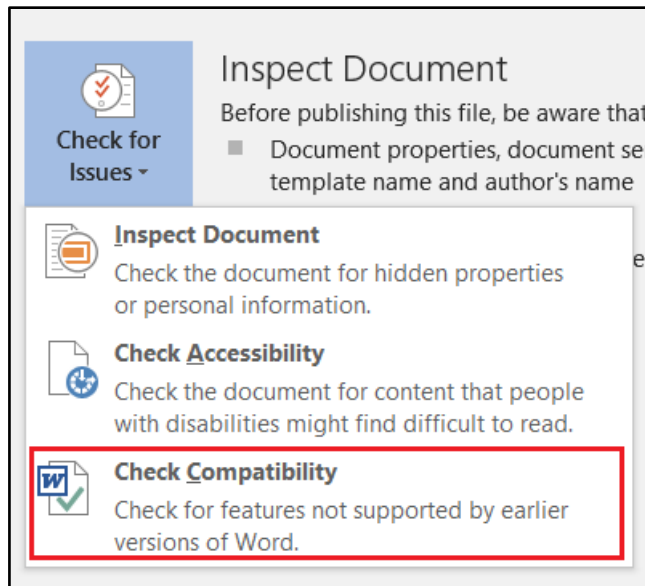 Inspect Document
Before publishing this file, be aware that
Check for
Issues
Document properties, document se
template name and author's name
Inspect Document
Check the document for hidden properties
or personal information.
Check Accessibility
Check the document for content that people
with disabilities might find difficult to read.
Check Compatibility
Check for features not supported by earlier
versions of Word.